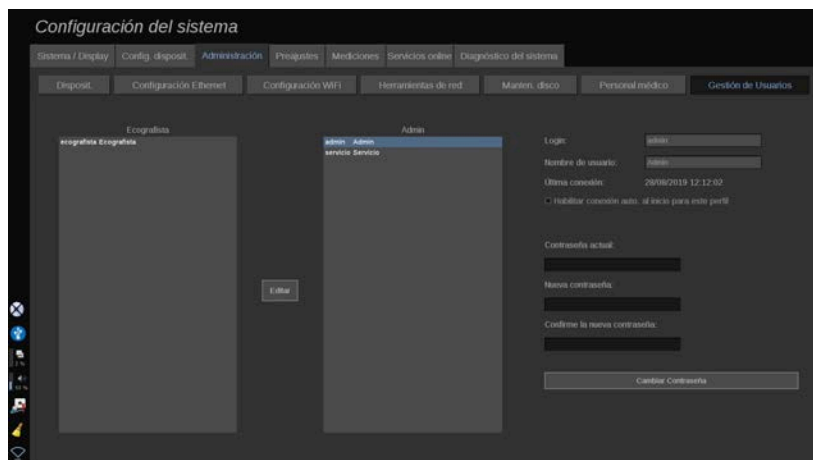 Configuración del sistema
Sistema / Display Config. disposit. Administración Preajustes Mediciones Servicios online Diagnóstico del sistema
Disposit. Configuración Ethernet Configuración WiFi Herramientas de red Manten. disco Personal médico Gestión de Usuarios
Ecografista Admin
ecografista Ecografista
admin Admin
servicio Servicio
Login: admin
Nombre de usuario: Admin
Última conexión: 28/08/2019 12:12:02
Habilitar conexión auto. al inicio para este perfil
Contraseña actual:
Editar
Nueva contraseña:
Confirme la nueva contraseña:
Cambiar Contraseña